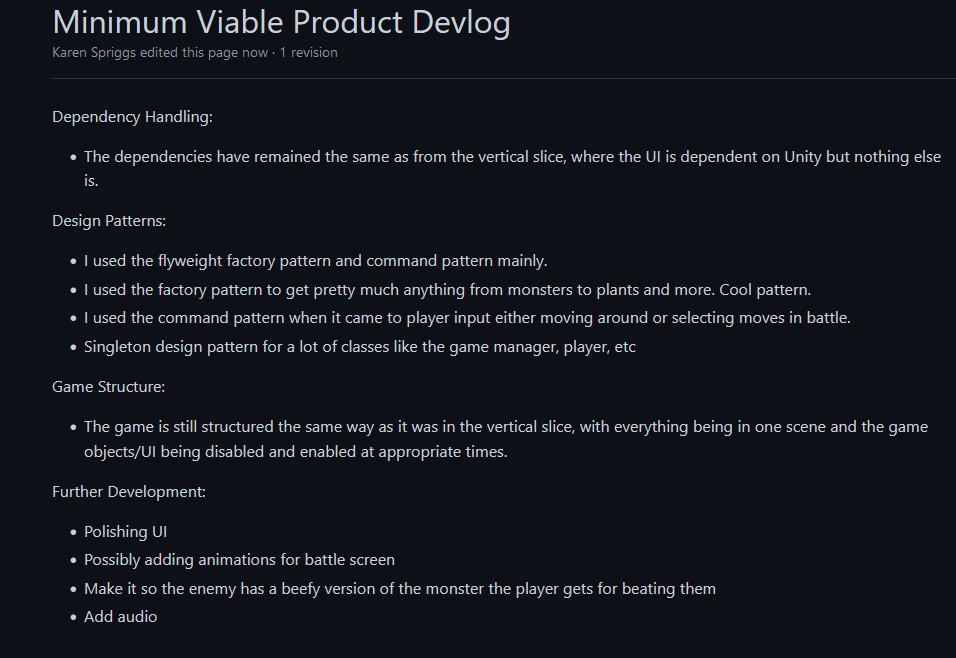 Minimum Viable Product Devlog
Karen Spriggs edited this page now · 1 revision
Dependency Handling:
• The dependencies have remained the same as from the vertical slice, where the UI is dependent on Unity but nothing else
is.
Design Patterns:
• I used the flyweight factory pattern and command pattern mainly.
• I used the factory pattern to get pretty much anything from monsters to plants and more. Cool pattern.
• I used the command pattern when it came to player input either moving around or selecting moves in battle.
• Singleton design pattern for a lot of classes like the game manager, player, etc
Game Structure:
• The game is still structured the same way as it was in the vertical slice, with everything being in one scene and the game
objects/UI being disabled and enabled at appropriate times.
Further Development:
• Polishing UI
• Possibly adding animations for battle screen
• Make it so the enemy has a beefy version of the monster the player gets for beating them
• Add audio